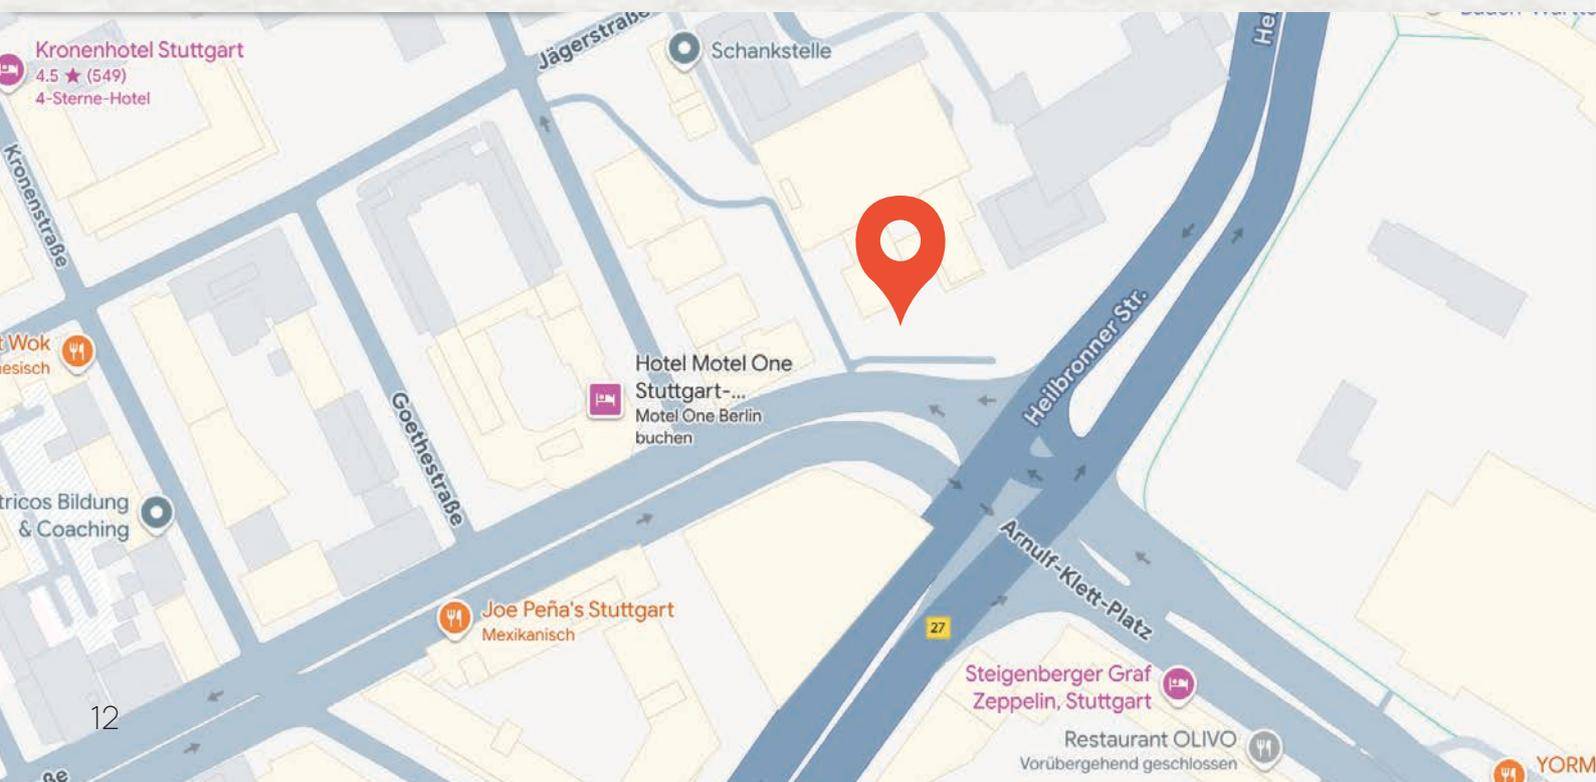 Kronenhotel Stuttgart
4.5 ★ (549)
4-Sterne-Hotel
Jägerstraße
Schankstelle
Kronenstraße
Wok
Hotel Motel One
Stuttgart-...
Motel One Berlin
buchen
Heilbronner Str.
Goethestraße
Bildung
& Coaching
Arnulf-Klett-Platz
Joe Peña's Stuttgart
Mexikanisch
27
Steigenberger Graf
Zeppelin, Stuttgart
Restaurant OLIVO
Vorübergehend geschlossen
12